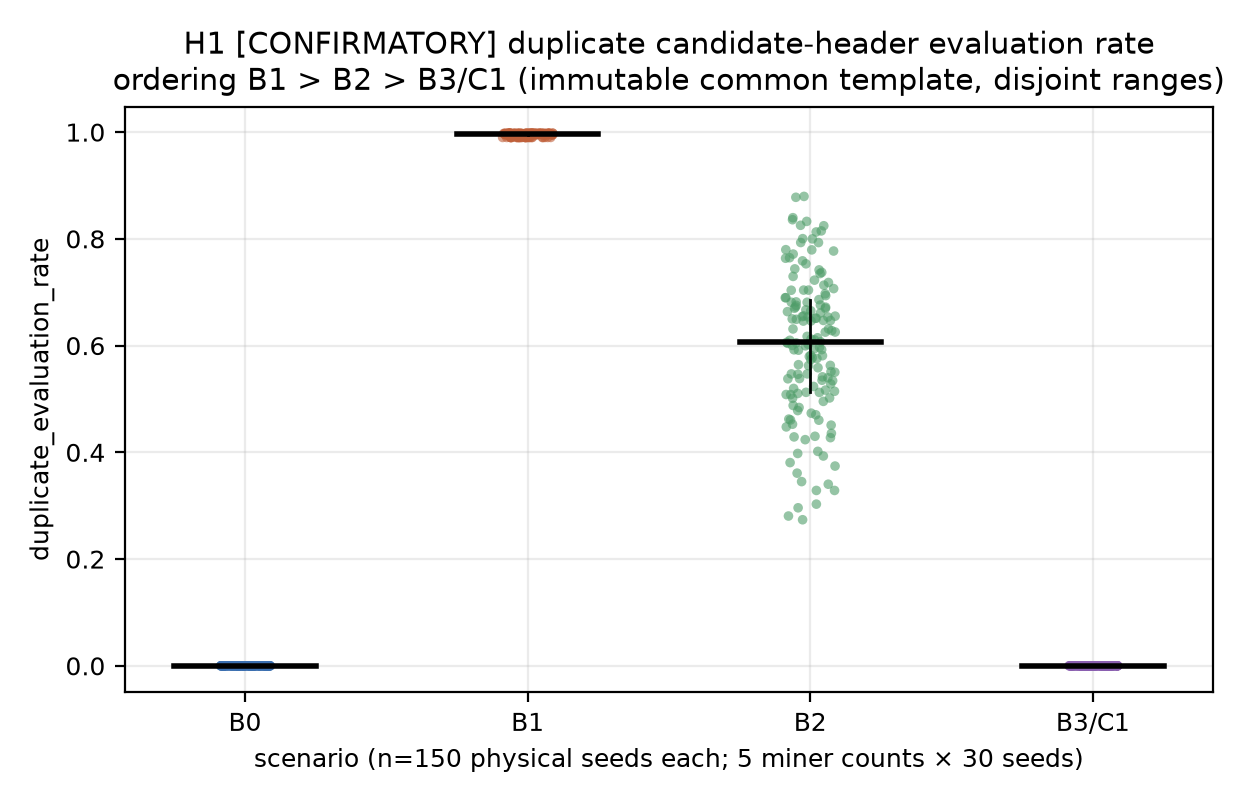 H1 [CONFIRMATORY] duplicate candidate-header evaluation rate
ordering B1 > B2 > B3/C1 (immutable common template, disjoint ranges)
duplicate_evaluation_rate
1.0
0.8
0.6
0.4
0.2
0.0
B0 B1 B2 B3/C1
scenario (n=150 physical seeds each; 5 miner counts × 30 seeds)